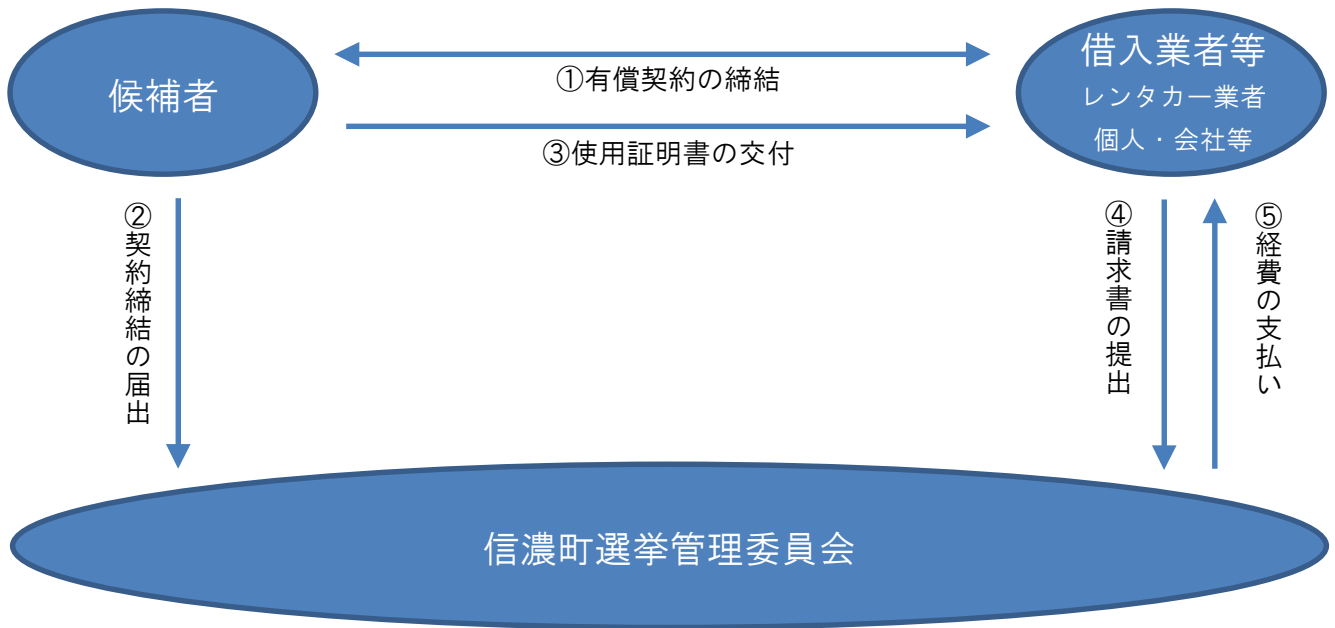 候補者
①有償契約の締結
③使用証明書の交付
借入業者等
レンタカー業者
個人・会社等
②契約締結の届出
④請求書の提出
⑤経費の支払い
信濃町選挙管理委員会